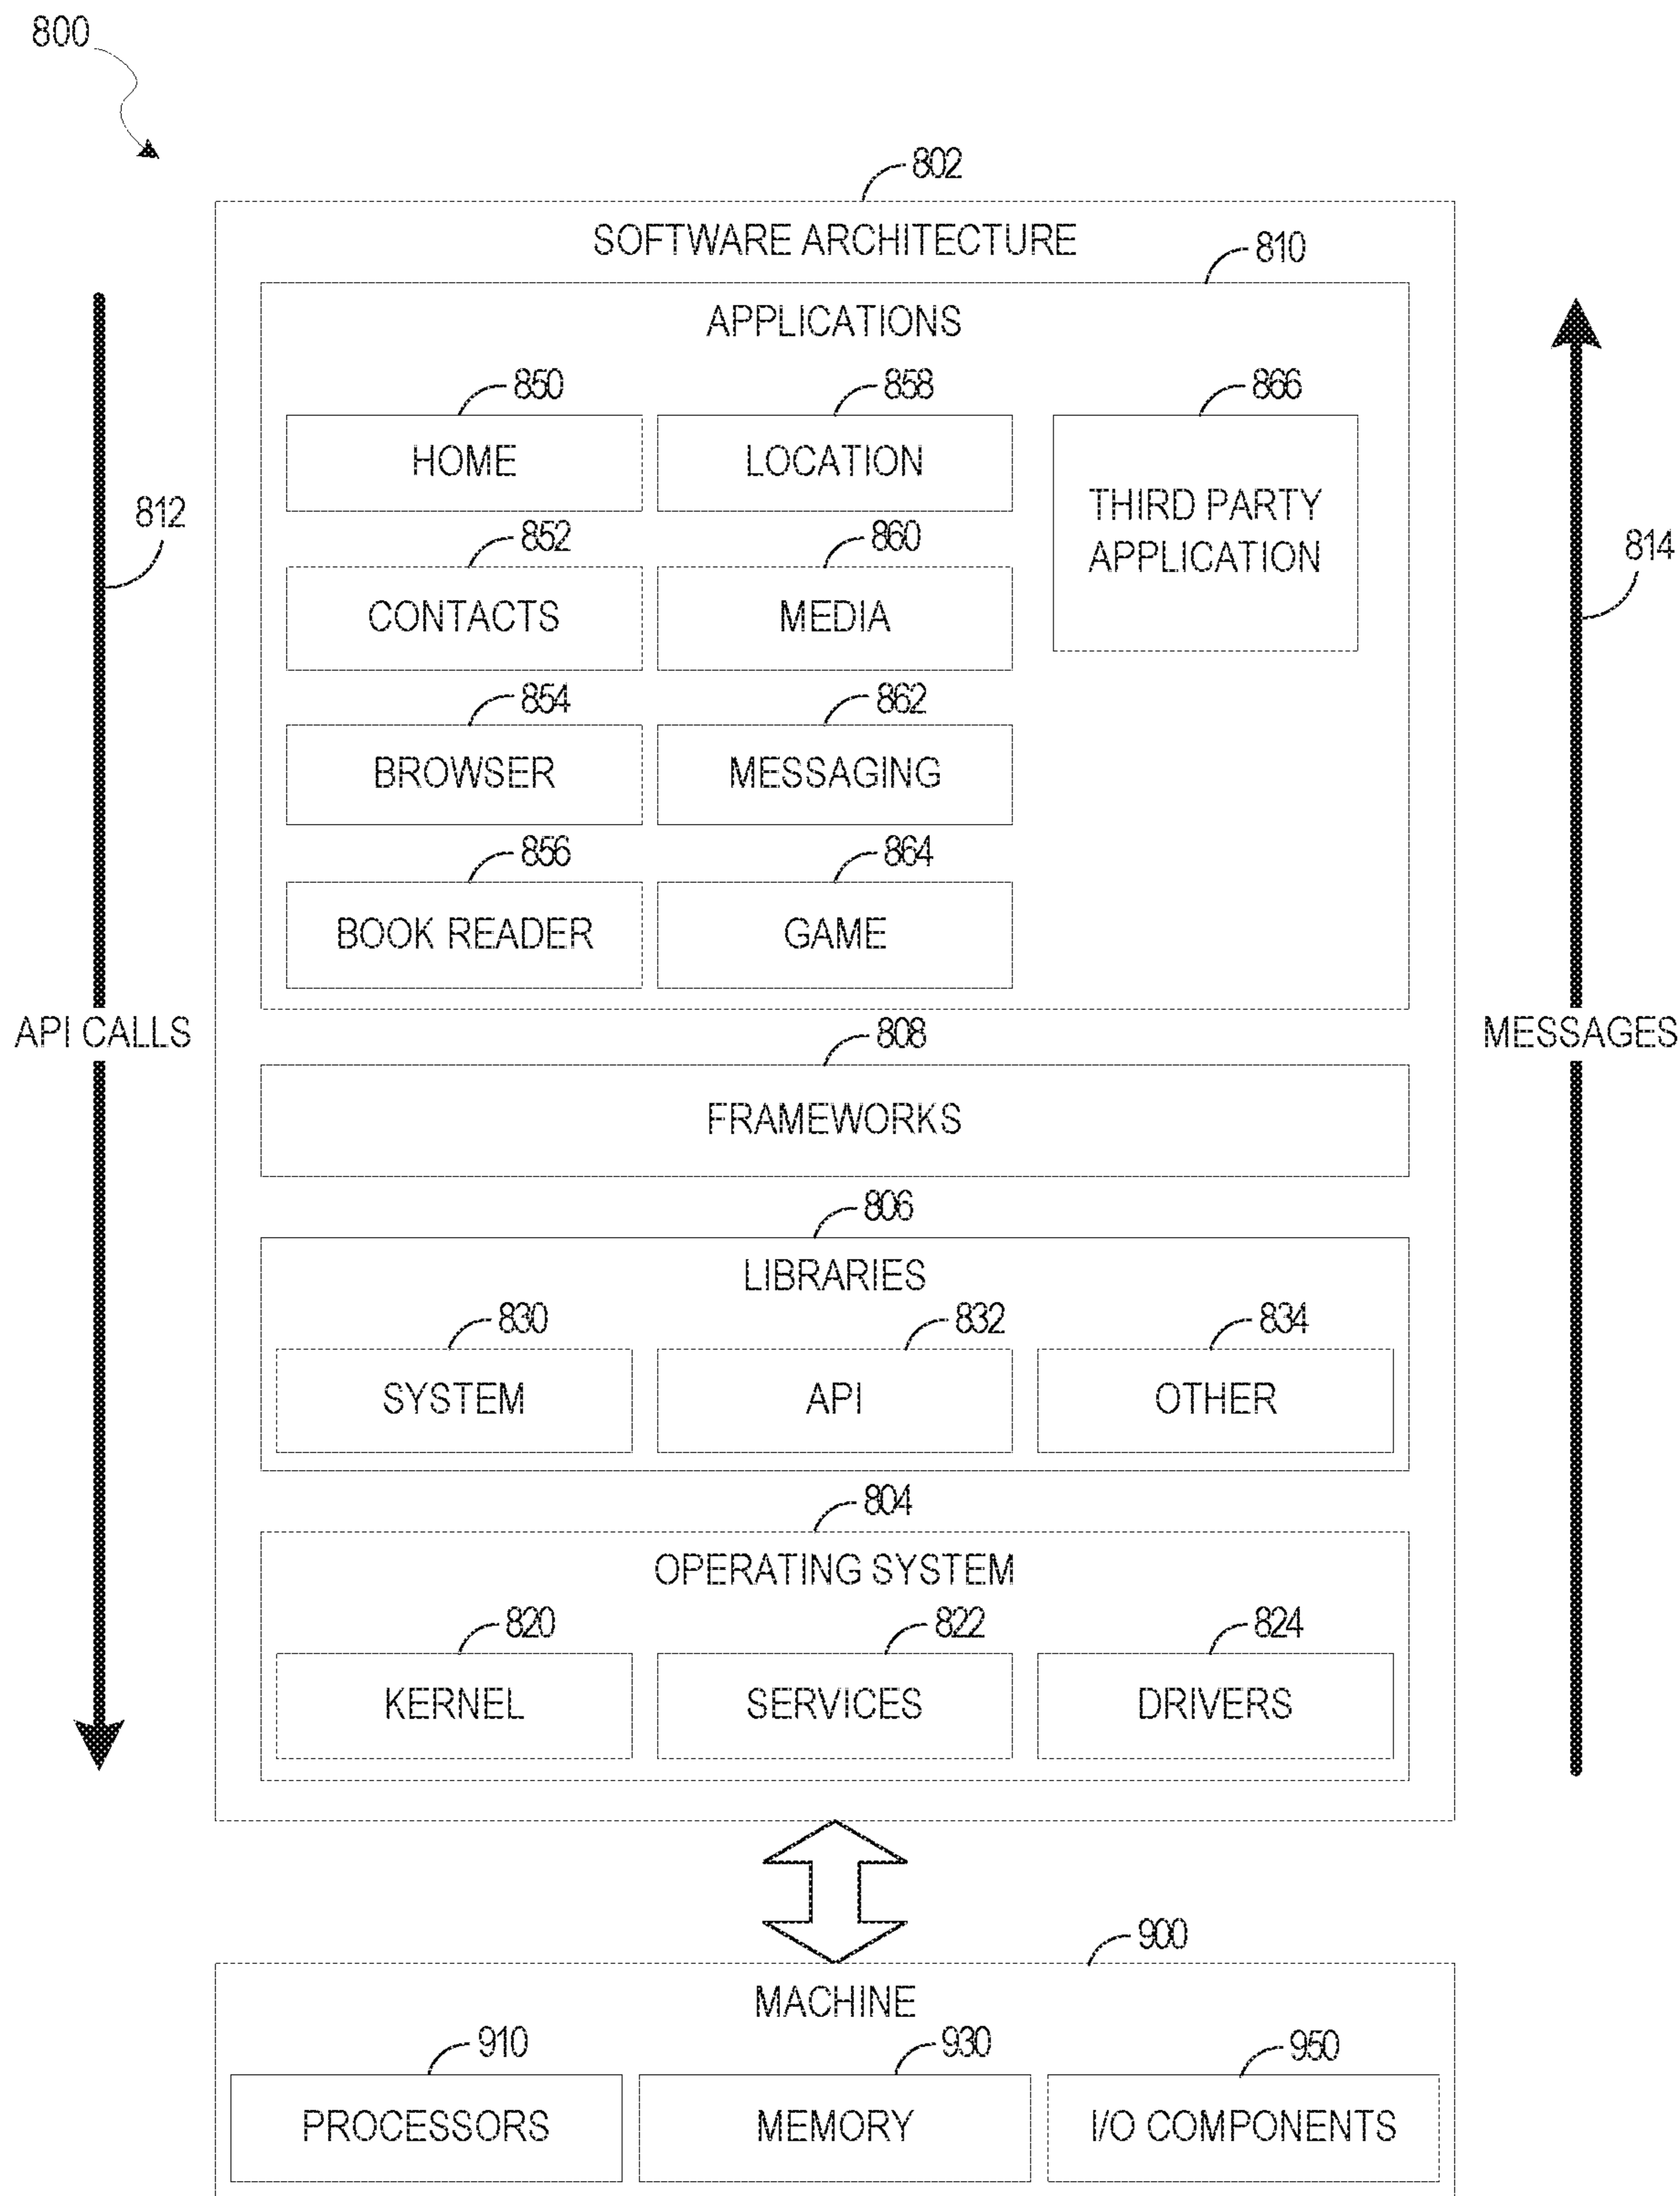 800
802
SOFTWARE ARCHITECTURE
810
APPLICATIONS
850
858
866
HOME
LOCATION
THIRD PARTY
APPLICATION
812
814
852
860
CONTACTS
MEDIA
854
862
BROWSER
MESSAGING
856
864
BOOK READER
GAME
API CALLS
MESSAGES
808
FRAMEWORKS
806
LIBRARIES
830
832
834
SYSTEM
API
OTHER
804
OPERATING SYSTEM
820
822
824
KERNEL
SERVICES
DRIVERS
900
MACHINE
910
930
950
PROCESSORS
MEMORY
I/O COMPONENTS